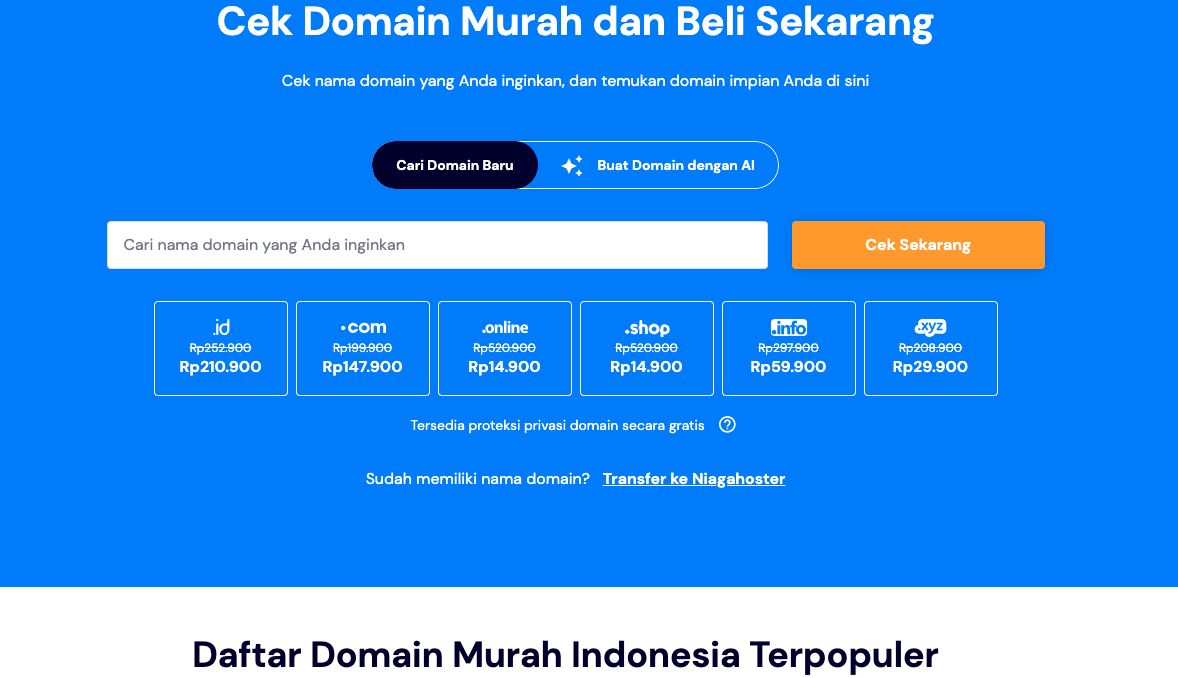 Cek Domain Murah dan Beli Sekarang
Cek nama domain yang Anda inginkan, dan temukan domain impian Anda di sini
Cari Domain Baru
Buat Domain dengan AI
Cari nama domain yang Anda inginkan
Cek Sekarang
.id
Rp252.900
Rp210.900
.com
Rp199.900
Rp147.900
.online
Rp520.900
Rp14.900
.shop
Rp520.900
Rp14.900
.info
Rp297.900
Rp59.900
.xyz
Rp208.900
Rp29.900
Tersedia proteksi privasi domain secara gratis ?
Sudah memiliki nama domain? Transfer ke Niagahoster
Daftar Domain Murah Indonesia Terpopuler